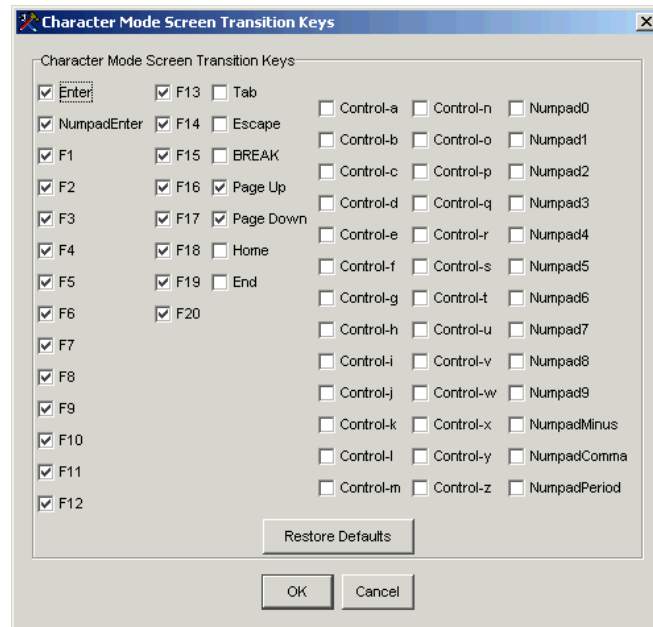 Character Mode Screen Transition Keys
Character Mode Screen Transition Keys
Enter
NumpadEnter
F1
F2
F3
F4
F5
F6
F7
F8
F9
F10
F11
F12
F13
F14
F15
F16
F17
F18
F19
F20
Tab
Escape
BREAK
Page Up
Page Down
Home
End
Control-a
Control-b
Control-c
Control-d
Control-e
Control-f
Control-g
Control-h
Control-i
Control-j
Control-k
Control-l
Control-m
Control-n
Control-o
Control-p
Control-q
Control-r
Control-s
Control-t
Control-u
Control-v
Control-w
Control-x
Control-y
Control-z
Numpad0
Numpad1
Numpad2
Numpad3
Numpad4
Numpad5
Numpad6
Numpad7
Numpad8
Numpad9
NumpadMinus
NumpadComma
NumpadPeriod
Restore Defaults
OK
Cancel